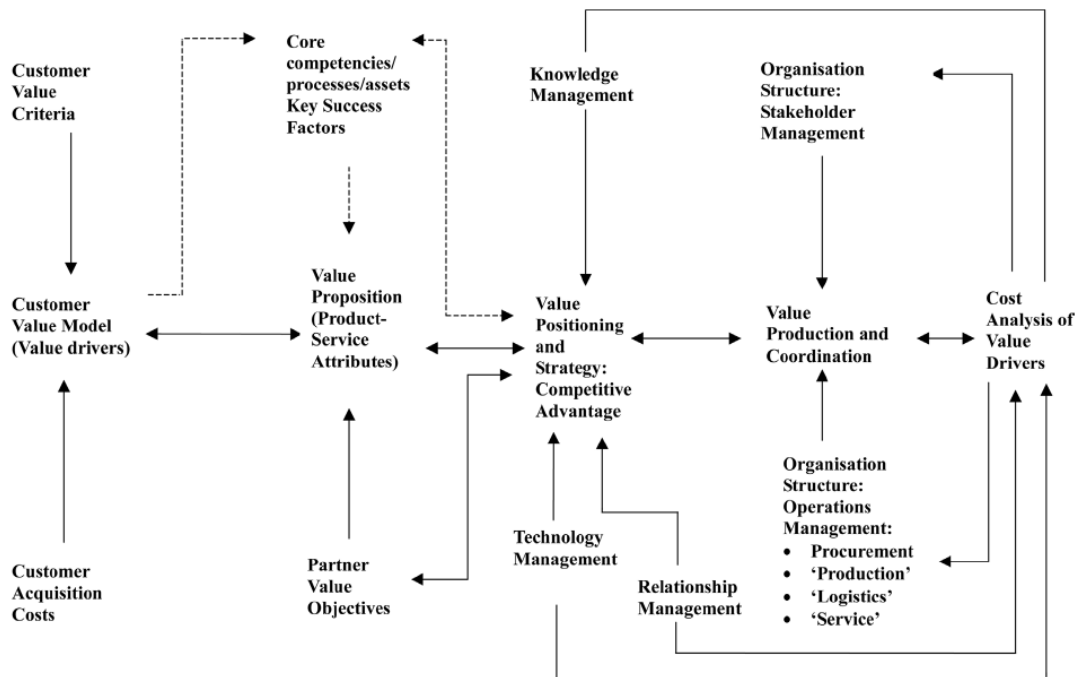 Customer
Value
Criteria
Core
competencies/
processes/assets
Key Success
Factors
Knowledge
Management
Organisation
Structure:
Stakeholder
Management
Customer
Value Model
(Value drivers)
Value
Proposition
(Product-
Service
Attributes)
Value
Positioning
and
Strategy:
Competitive
Advantage
Value
Production and
Coordination
Cost
Analysis of
Value
Drivers
Customer
Acquisition
Costs
Partner
Value
Objectives
Technology
Management
Relationship
Management
Organisation
Structure:
Operations
Management:
• Procurement
• ‘Production’
• ‘Logistics’
• ‘Service’